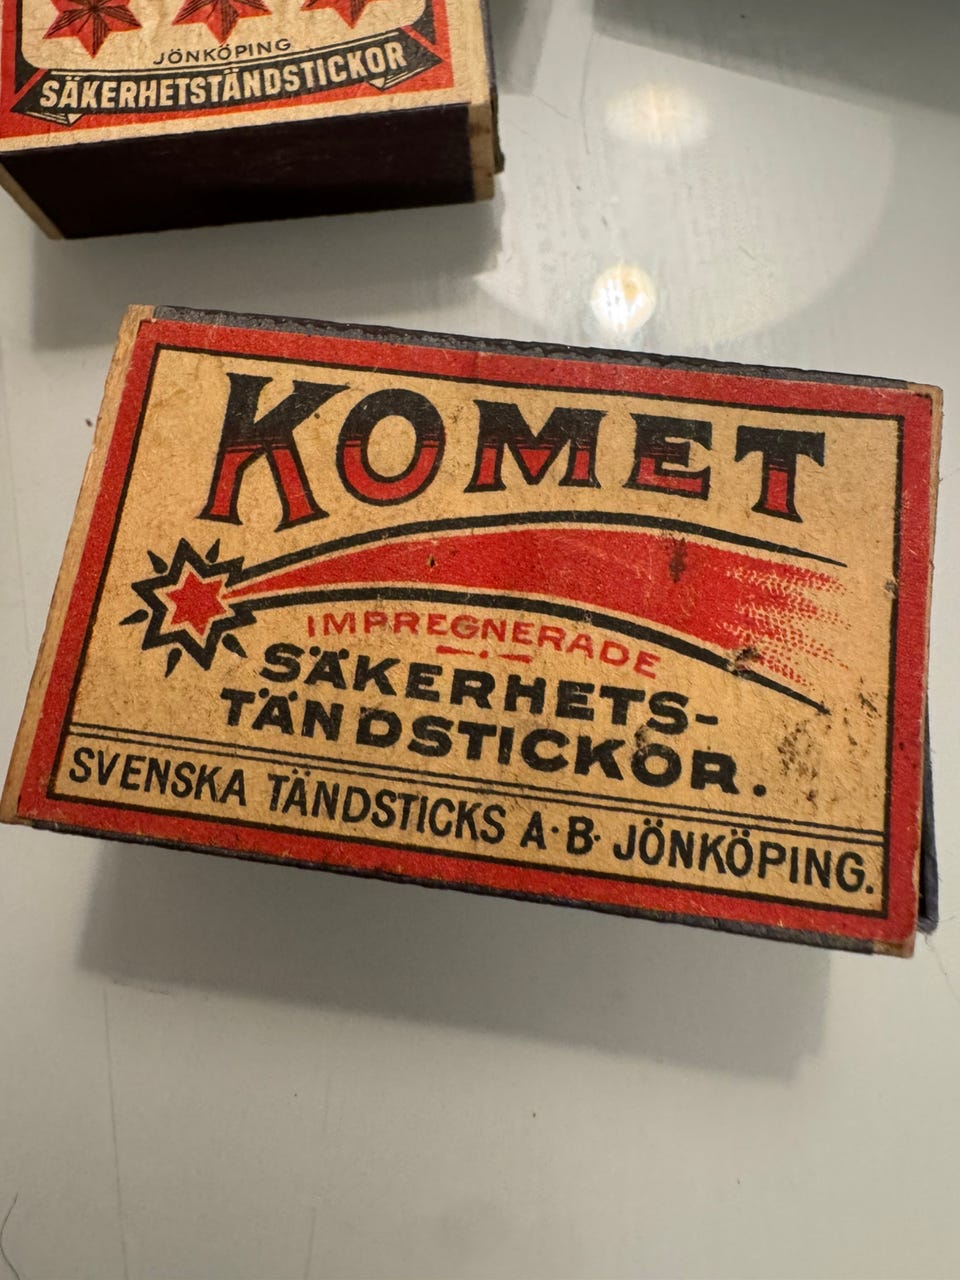 JÖNKÖPING
SÄKERHETSTÄNDSTICKOR
KOMET
IMPREGNERADE
SÄKERHETS-
TÄNDSTICKOR.
SVENSKA TÄNDSTICKS A·B· JÖNKÖPING.